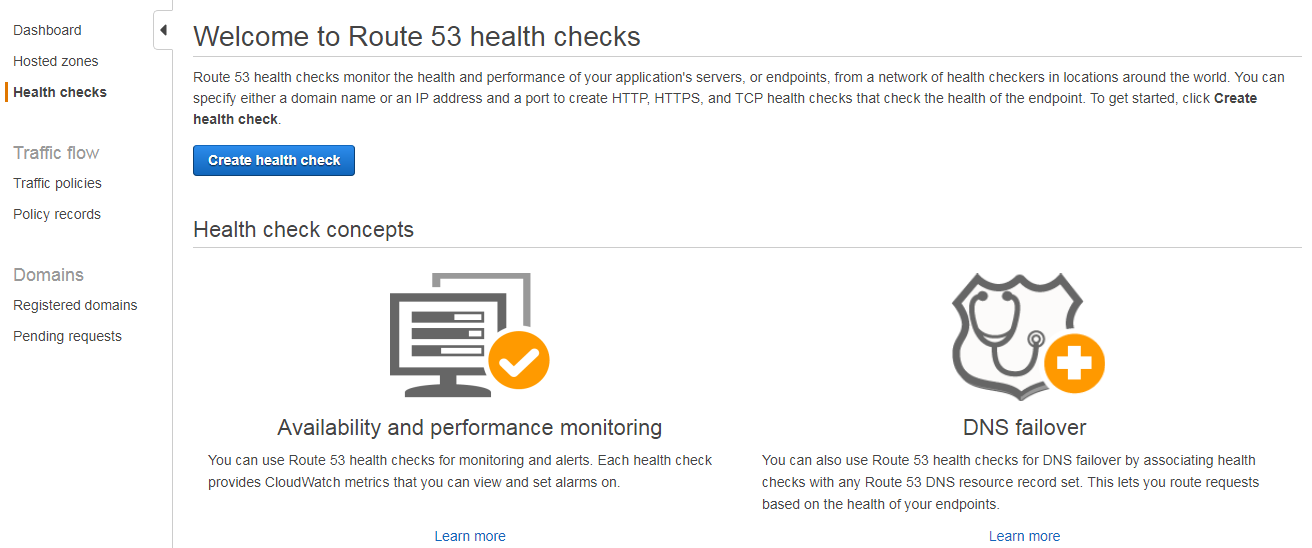 Dashboard
Hosted zones
Health checks
Traffic flow
Traffic policies
Policy records
Domains
Registered domains
Pending requests
Welcome to Route 53 health checks
Route 53 health checks monitor the health and performance of your application's servers, or endpoints, from a network of health checkers in locations around the world. You can
specify either a domain name or an IP address and a port to create HTTP, HTTPS, and TCP health checks that check the health of the endpoint. To get started, click Create
health check.
Create health check
Health check concepts
Availability and performance monitoring
You can use Route 53 health checks for monitoring and alerts. Each health check
provides CloudWatch metrics that you can view and set alarms on.
Learn more
DNS failover
You can also use Route 53 health checks for DNS failover by associating health
checks with any Route 53 DNS resource record set. This lets you route requests
based on the health of your endpoints.
Learn more